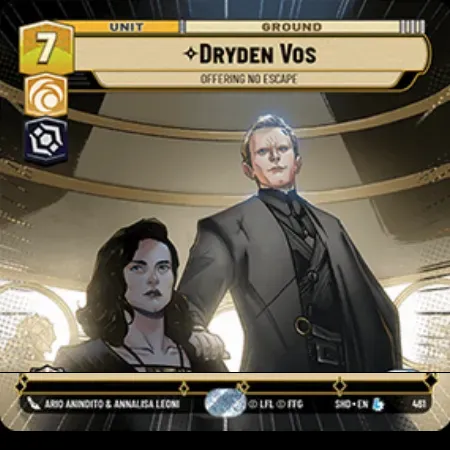 UNIT GROUND
7
DRYDEN VOS
OFFERING NO ESCAPE
ARIO ANINDITO & ANNALISA LEONI © LFL © FFG SHD • EN 481